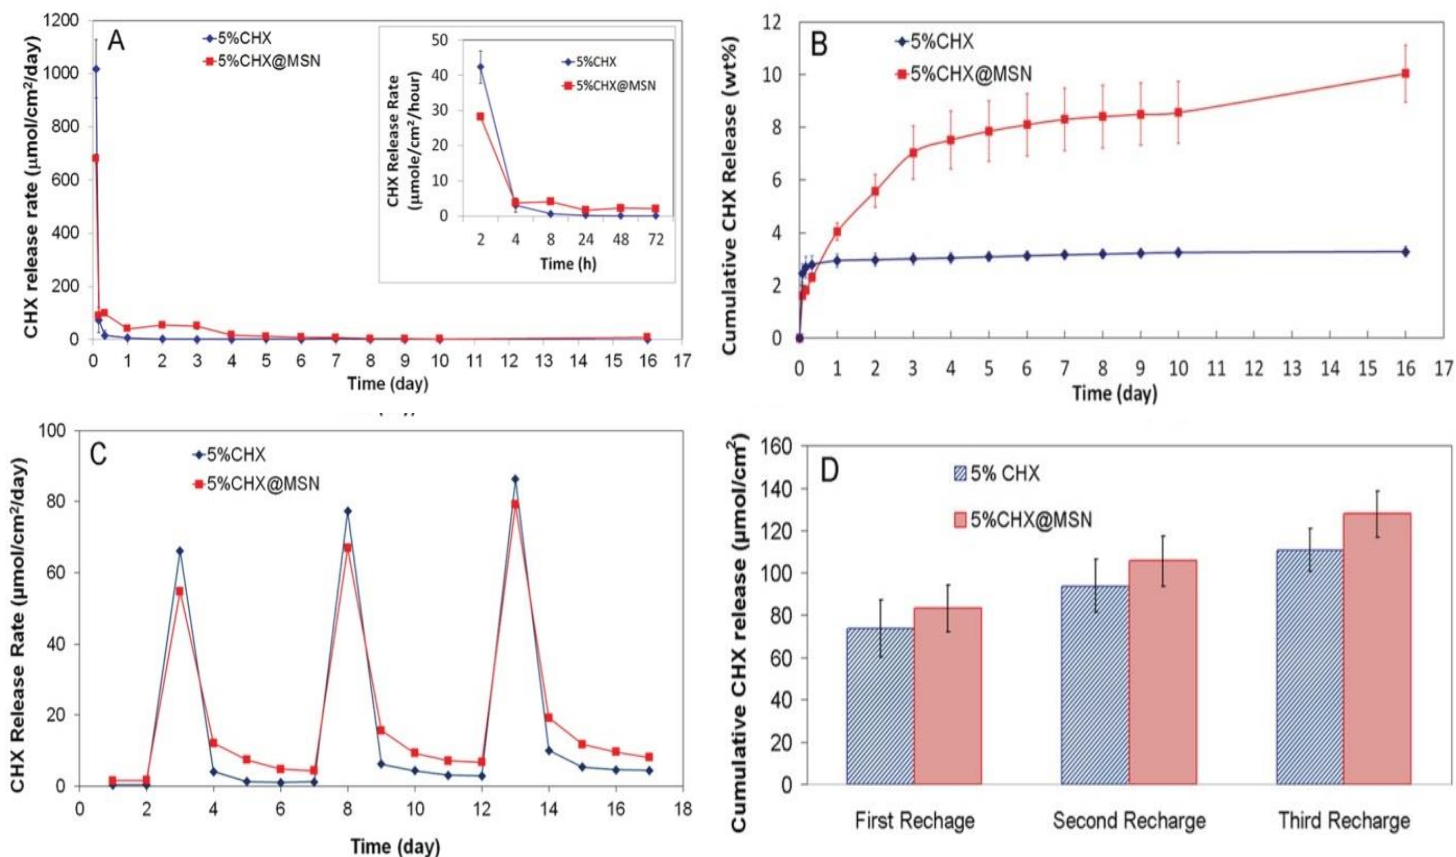 A
5%CHX
5%CHX@MSN
CHX release rate (µmol/cm²/day)
1200
1000
800
600
400
200
0
0 1 2 3 4 5 6 7 8 9 10 11 12 13 14 15 16 17
Time (day)
5%CHX
5%CHX@MSN
CHX Release Rate
(µmole/cm²/hour)
50
40
30
20
10
0
2 4 8 24 48 72
Time (h)
B
5%CHX
5%CHX@MSN
Cumulative CHX Release (wt%)
12
10
8
6
4
2
0
0 1 2 3 4 5 6 7 8 9 10 11 12 13 14 15 16 17
Time (day)
C
5%CHX
5%CHX@MSN
CHX Release Rate (µmol/cm²/day)
100
80
60
40
20
0
0 2 4 6 8 10 12 14 16 18
Time (day)
D
5% CHX
5%CHX@MSN
Cumulative CHX release (µmol/cm²)
160
140
120
100
80
60
40
20
0
First Rechage Second Recharge Third Recharge